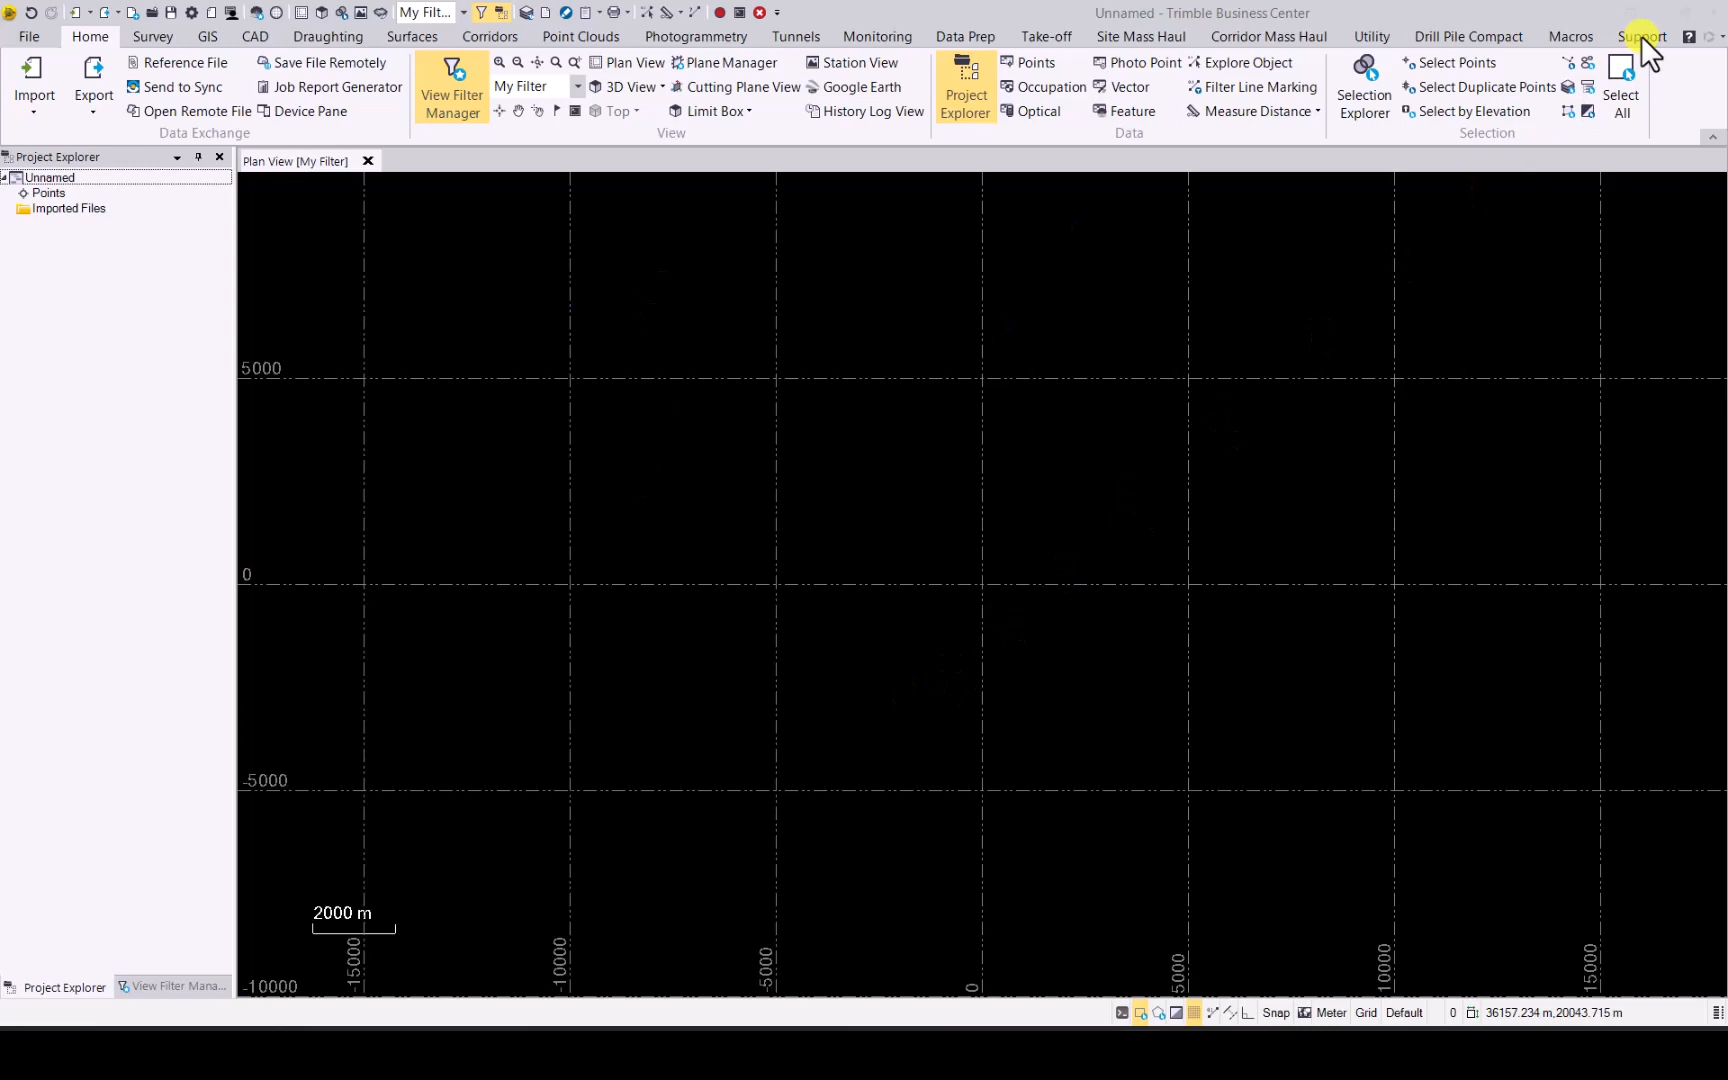 My Filt...
Unnamed - Trimble Business Center
File Home Survey GIS CAD Draughting Surfaces Corridors Point Clouds Photogrammetry Tunnels Monitoring Data Prep Take-off Site Mass Haul Corridor Mass Haul Utility Drill Pile Compact Macros Support
Import
Export
Reference File
Send to Sync
Open Remote File
Save File Remotely
Job Report Generator
Device Pane
Data Exchange
View Filter
Manager
My Filter
Plan View
3D View
Top
Plane Manager
Cutting Plane View
Limit Box
Station View
Google Earth
History Log View
View
Project
Explorer
Points
Occupation
Optical
Photo Point
Vector
Feature
Explore Object
Filter Line Marking
Measure Distance
Data
Selection
Explorer
Select Points
Select Duplicate Points
Select by Elevation
Select
All
Selection
Project Explorer
Unnamed
Points
Imported Files
Plan View [My Filter]
5000
0
-5000
-10000
2000 m
-15000
-10000
-5000
0
5000
10000
15000
Project Explorer
View Filter Mana...
Snap Meter Grid Default 0 36157.234 m,20043.715 m